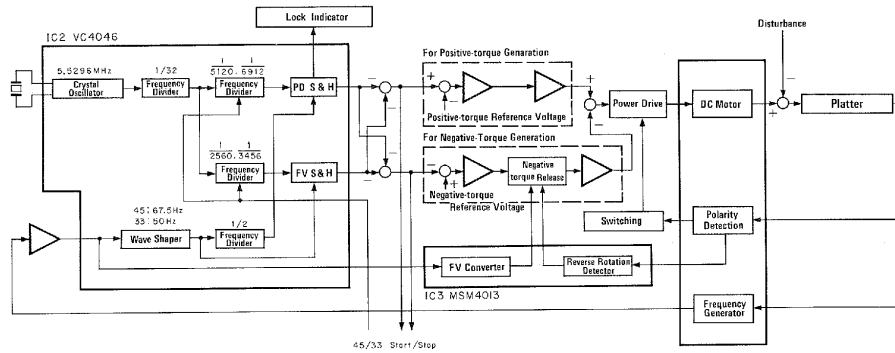 Lock Indicator
IC2 VC4046
5.5296MHz
Crystal
Oscillator
1/32
Frequency
Divider
1/5120, 1/6912
Frequency
Divider
PD S & H
1/2560, 1/3456
Frequency
Divider
FV S & H
45:67.5Hz
33:50Hz
Wave Shaper
1/2
Frequency
Divider
For Positive-torque Genaration
Positive-torque Reference Voltage
For Negative-Torque Generation
Negative
torque Release
Negative-torque
Reference Voltage
FV Converter
Reverse Rotation
Detector
IC3 MSM4013
Power Drive
Switching
DC Motor
Polarity
Detection
Frequency
Generator
Disturbance
Platter
45/33 Start/Stop